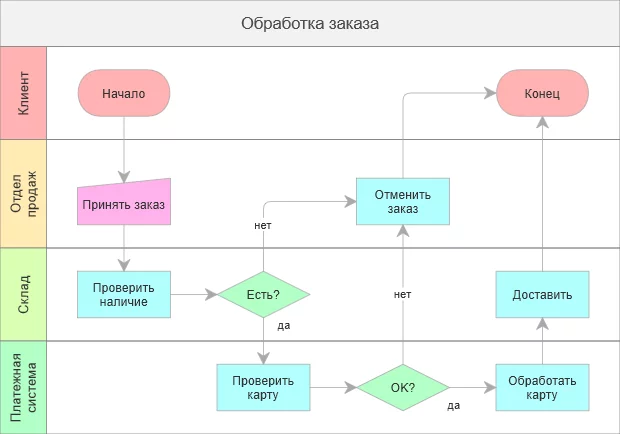 Обработка заказа
Клиент
Начало
Конец
Отдел
продаж
Принять заказ
Отменить
заказ
нет
Склад
Проверить
наличие
Есть?
нет
Доставить
да
Платежная
система
Проверить
карту
OK?
Обработать
карту
да